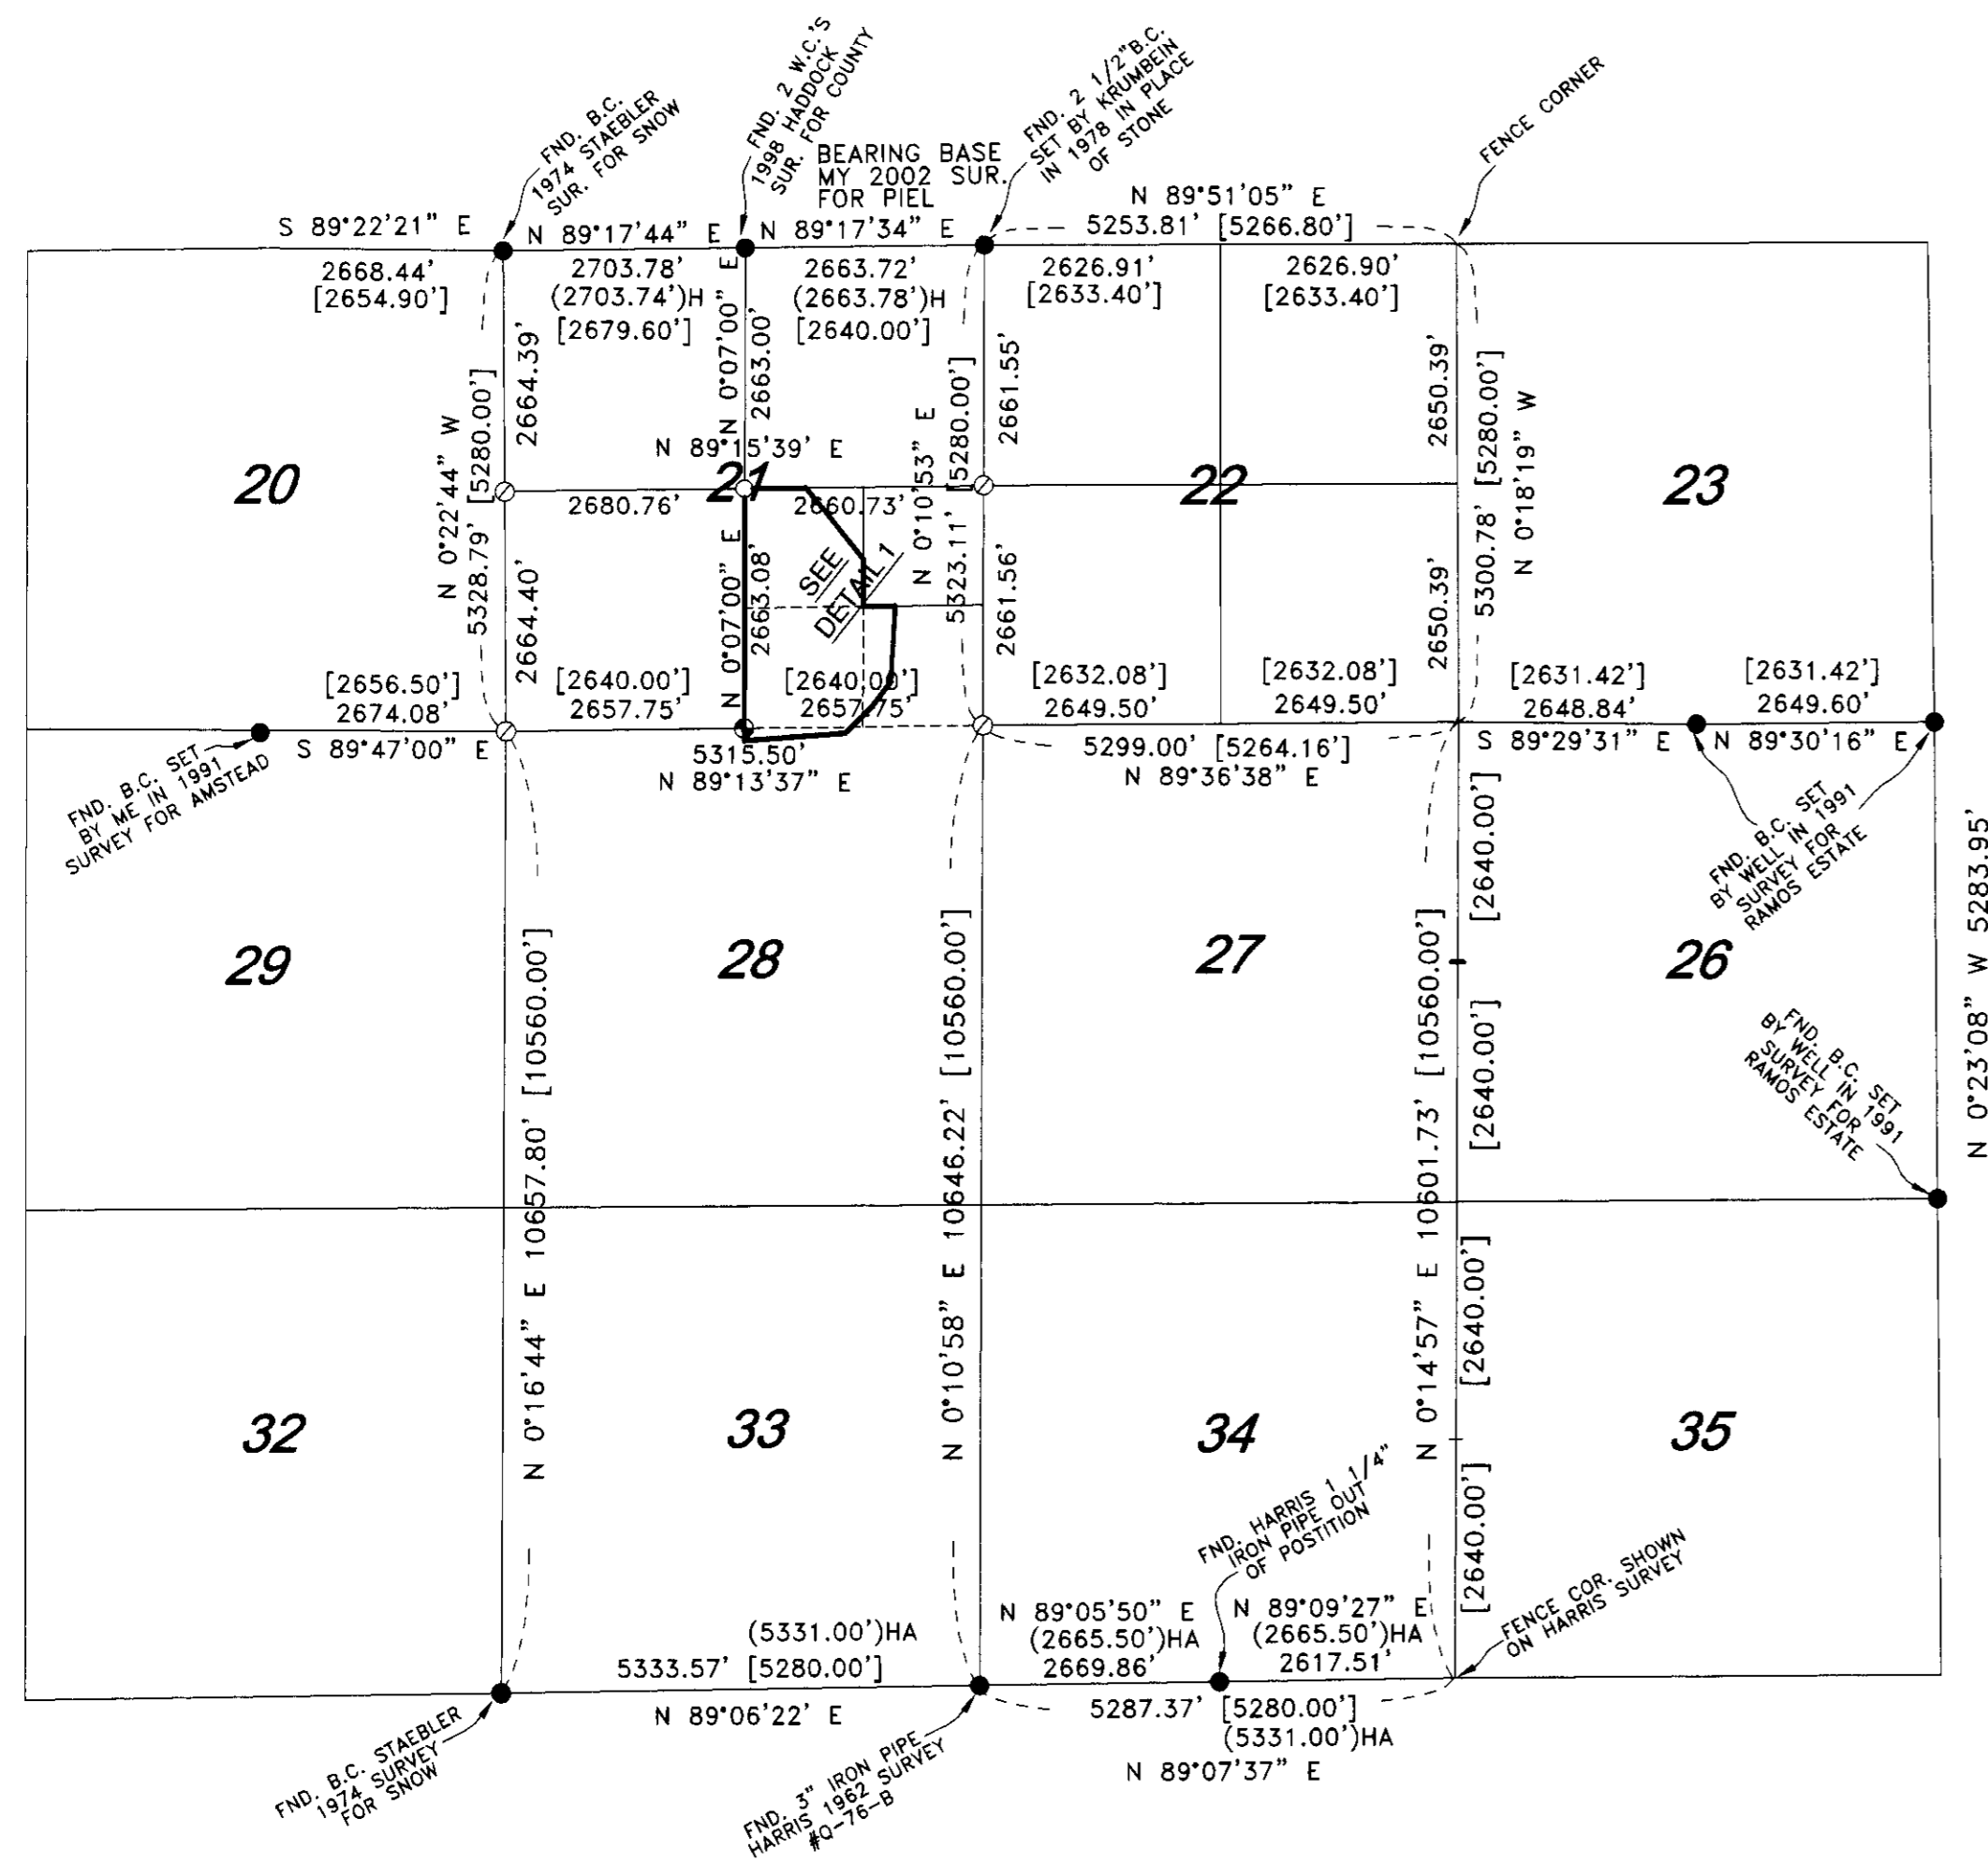 FND. B.C.
1974 STAEBLER
SUR. FOR SNOW
FND. 2 W.C.'S
1998 HADDOCK
SUR. FOR COUNTY
BEARING BASE
MY 2002 SUR.
FOR PIEL
FND. 2 1/2" B.C.
SET BY KRUMBEIN
IN 1978 IN PLACE
OF STONE
FENCE CORNER
S 89°22'21" E
N 89°17'44" E
N 89°17'34" E
N 89°51'05" E
5253.81' [5266.80']
2668.44'
[2654.90']
2703.78'
(2703.74')H
[2679.60']
2663.72'
(2663.78')H
[2640.00']
2626.91'
[2633.40']
2626.90'
[2633.40']
N 0°22'44" W
5328.79' [5280.00']
2664.39'
N 0°07'00" E
2663.00'
N 0°10'53" E
5323.11' [5280.00']
2661.55'
2650.39'
5300.78' [5280.00']
N 0°18'19" W
N 89°15'39' E
20
21
22
23
2680.76'
2660.73'
2664.40'
N 0°07'00" E
2663.08'
SEE
DETAIL 1
2661.56'
2650.39'
[2656.50']
2674.08'
[2640.00']
2657.75'
[2640.00']
2657.75'
[2632.08']
2649.50'
[2632.08']
2649.50'
[2631.42']
2648.84'
[2631.42']
2649.60'
S 89°47'00" E
5315.50'
N 89°13'37" E
5299.00' [5264.16']
N 89°36'38" E
S 89°29'31" E
N 89°30'16" E
FND. B.C. SET
BY ME IN 1991
SURVEY FOR AMSTEAD
FND. B.C. SET
BY WELL IN 1991
SURVEY FOR
RAMOS ESTATE
N 0°23'08" W 5283.95'
29
28
27
26
[2640.00']
[2640.00']
[2640.00']
[2640.00']
N 0°16'44" E 10657.80' [10560.00']
N 0°10'58" E 10646.22' [10560.00']
N 0°14'57" E 10601.73' [10560.00']
FND. B.C. SET
BY WELL IN 1991
SURVEY FOR
RAMOS ESTATE
32
33
34
35
FND. HARRIS 1 1/4"
IRON PIPE OUT
OF POSTITION
FENCE COR. SHOWN
ON HARRIS SURVEY
(5331.00')HA
5333.57' [5280.00']
N 89°06'22' E
N 89°05'50" E
(2665.50')HA
2669.86'
N 89°09'27" E
(2665.50')HA
2617.51'
5287.37' [5280.00']
(5331.00')HA
N 89°07'37" E
FND. B.C. STAEBLER
1974 SURVEY
FOR SNOW
FND. 3" IRON PIPE
HARRIS 1962 SURVEY
#Q-76-B